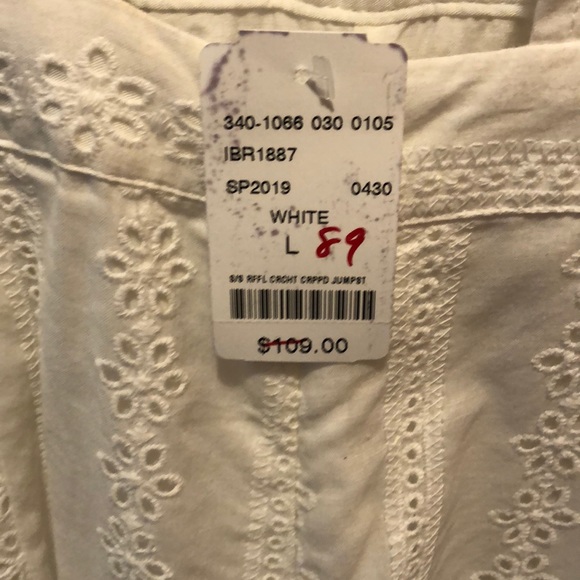 340-1066 030 0105
IBR1887
SP2019 0430
WHITE
L 89
S/S RFFL CRCHT CRPPD JUMPST
$109.00